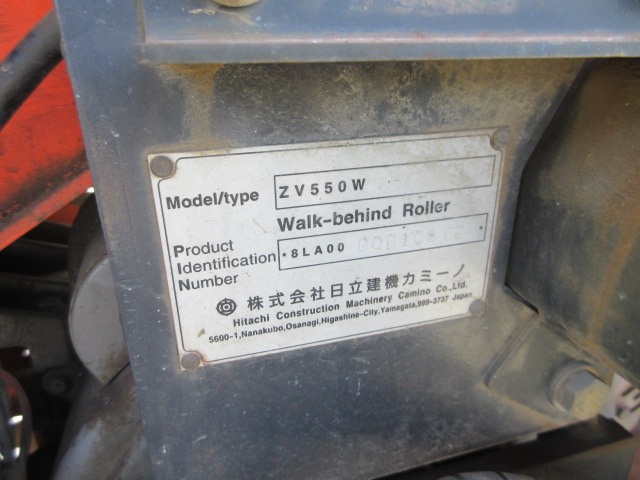 Model/type ZV550W
Walk-behind Roller
Product
Identification
Number
*8LA00
株式会社日立建機カミーノ
Hitachi Construction Machinery Camino Co.,Ltd.
5600-1,Nanakubo,Osanagi,Higashine-City,Yamagata,999-3737 Japan